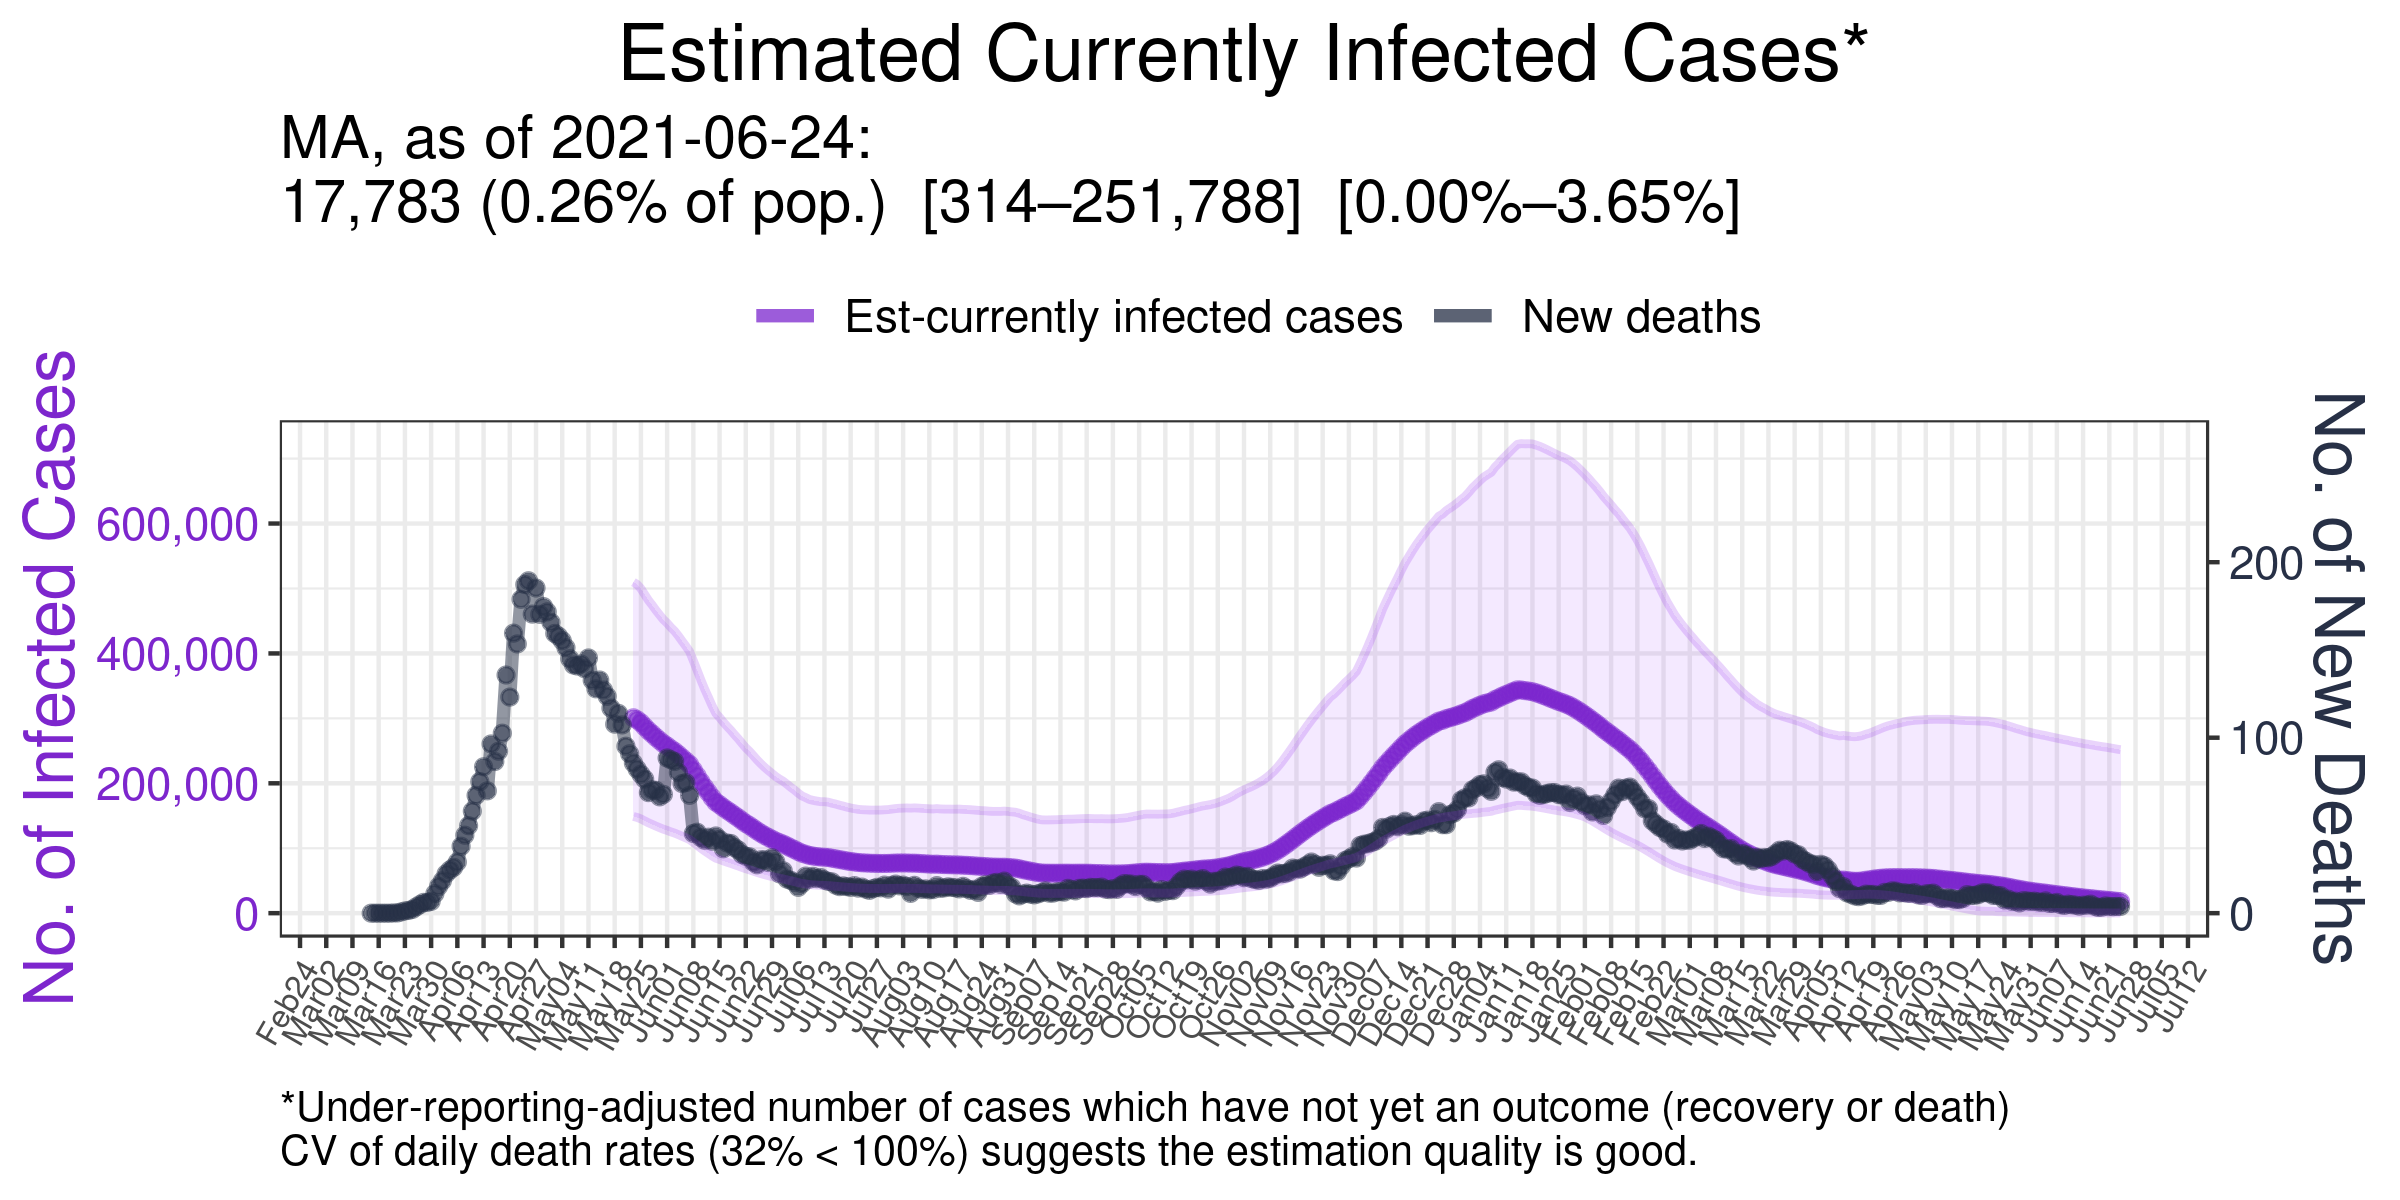 Estimated Currently Infected Cases*
MA, as of 2021-06-24:
17,783 (0.26% of pop.) [314–251,788] [0.00%–3.65%]
Est-currently infected cases
New deaths
No. of Infected Cases
600,000
400,000
200,000
0
200
100
0
No. of New Deaths
Feb24
Mar02
Mar09
Mar16
Mar23
Mar30
Apr06
Apr13
Apr20
Apr27
May04
May11
May18
May25
Jun01
Jun08
Jun15
Jun22
Jun29
Jul06
Jul13
Jul20
Jul27
Aug03
Aug10
Aug17
Aug24
Aug31
Sep07
Sep14
Sep21
Sep28
Oct05
Oct12
Oct19
Oct26
Nov02
Nov09
Nov16
Nov23
Nov30
Dec07
Dec14
Dec21
Dec28
Jan04
Jan11
Jan18
Jan25
Feb01
Feb08
Feb15
Feb22
Mar01
Mar08
Mar15
Mar22
Mar29
Apr05
Apr12
Apr19
Apr26
May03
May10
May17
May24
May31
Jun07
Jun14
Jun21
Jun28
Jul05
Jul12
*Under-reporting-adjusted number of cases which have not yet an outcome (recovery or death)
CV of daily death rates (32% < 100%) suggests the estimation quality is good.